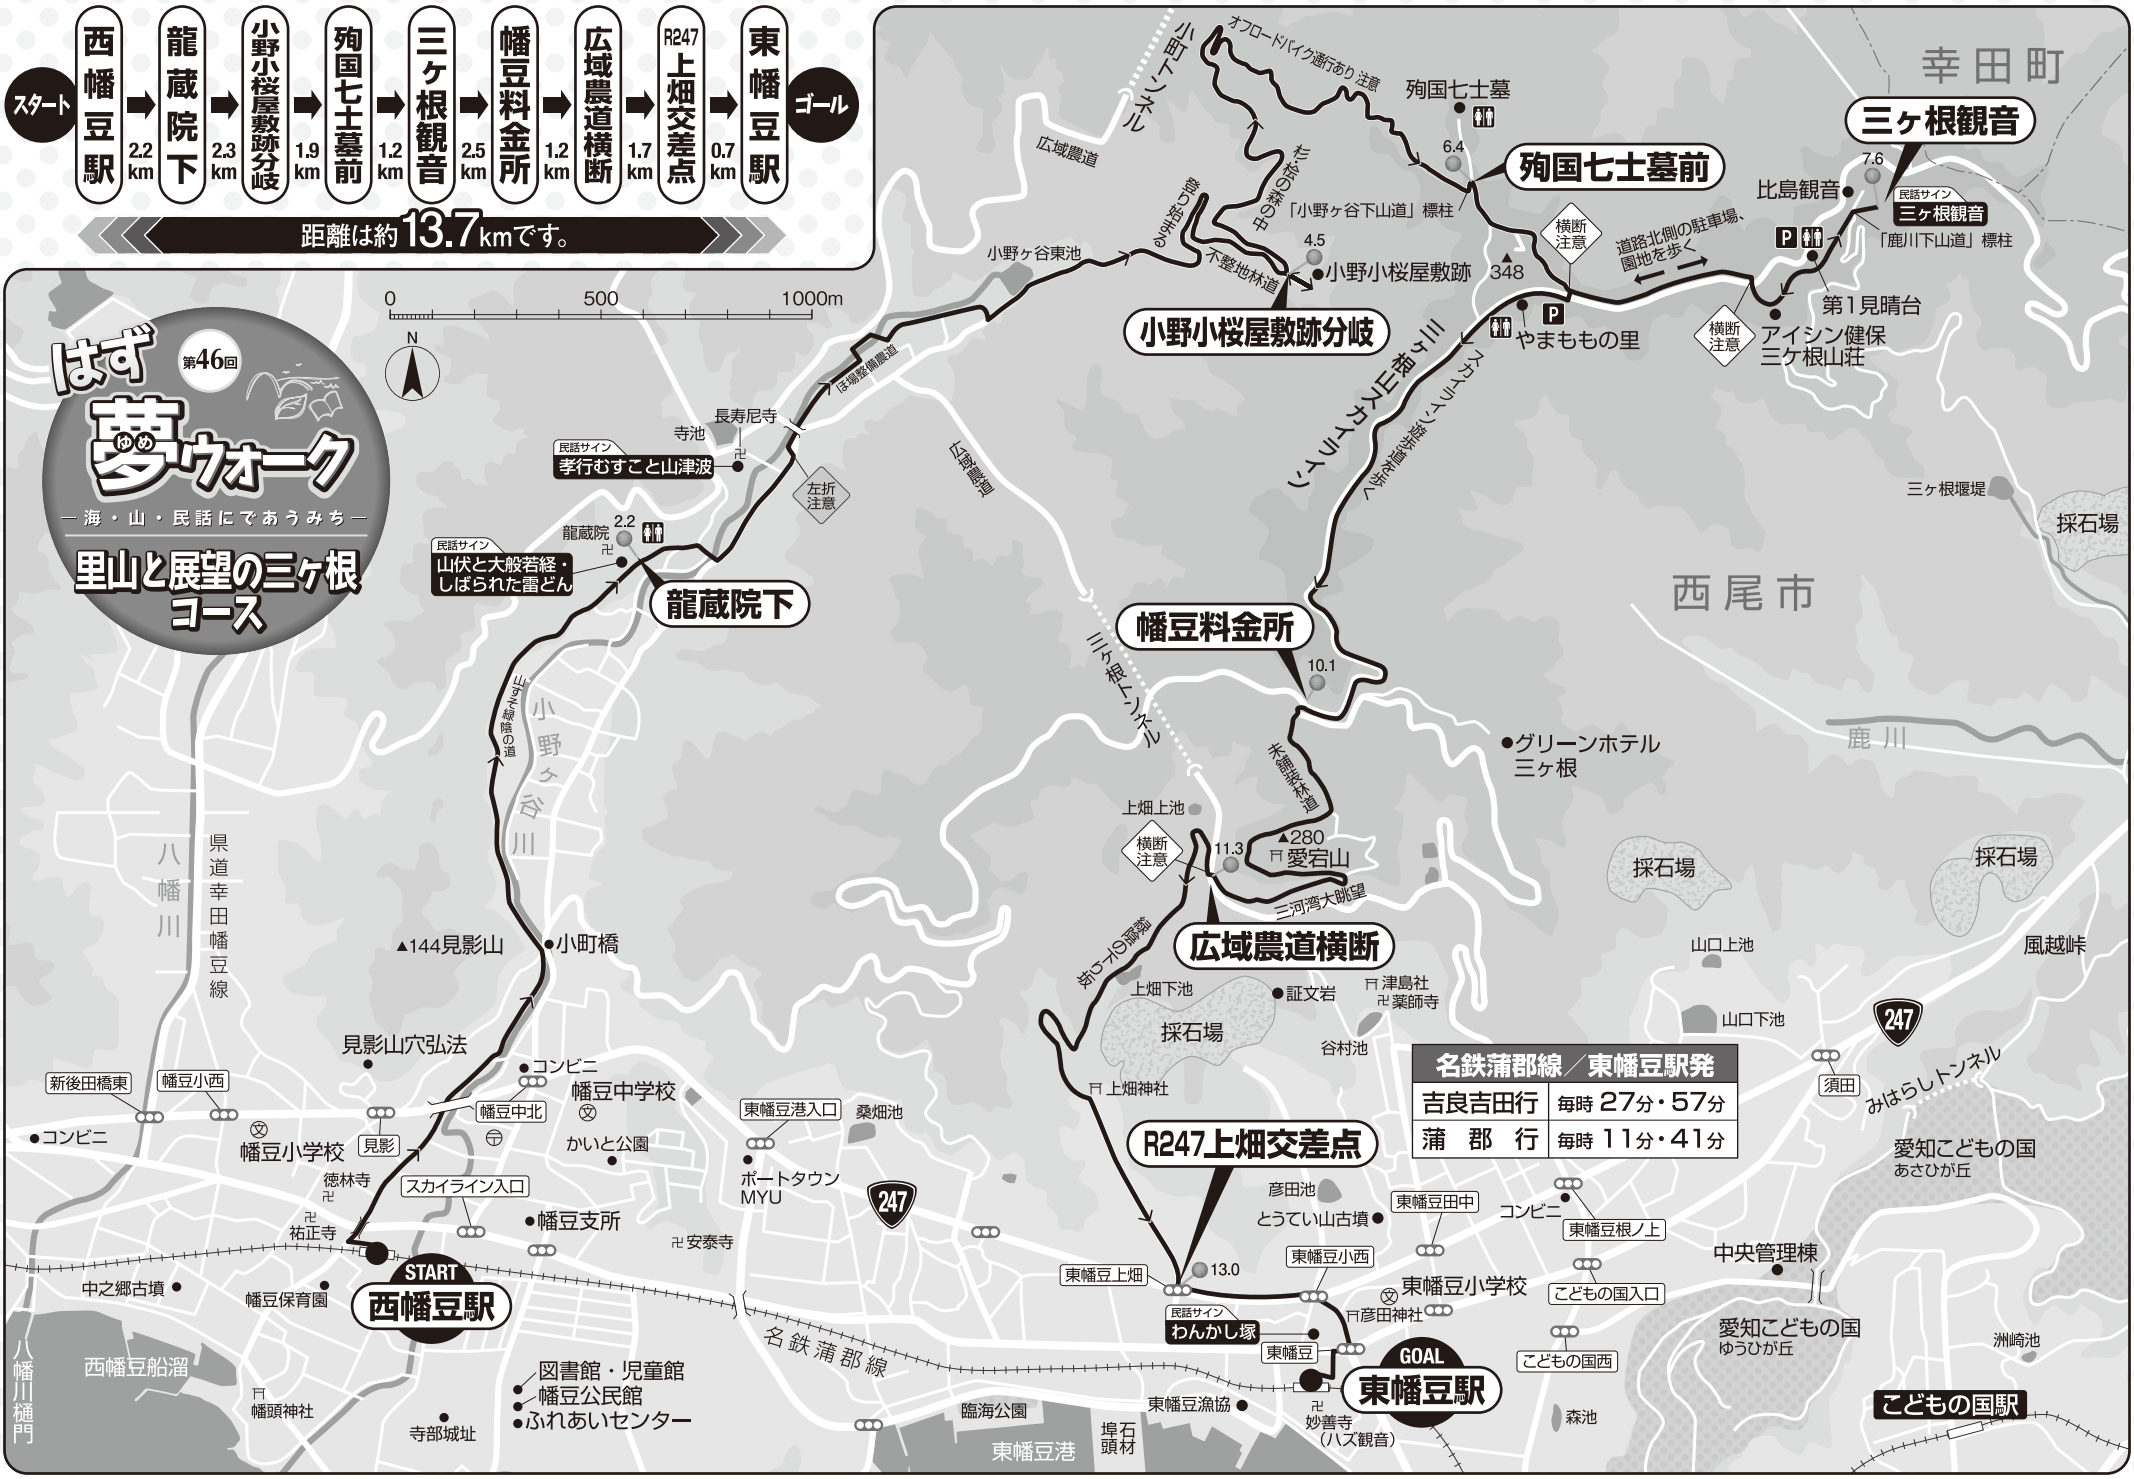 スタート
西幡豆駅
2.2km
龍蔵院下
2.3km
小野小桜屋敷跡分岐
1.9km
殉国七士墓前
1.2km
三ヶ根観音
2.5km
幡豆料金所
1.2km
広域農道横断
1.7km
R247上畑交差点
0.7km
東幡豆駅
ゴール
距離は約13.7kmです。
はず
第46回
夢ウォーク
ゆめ
海・山・民話にであうみち
里山と展望の三ヶ根
コース
0 500 1000m
N
小町トンネル
オフロードバイク通行あり 注意
殉国七士墓
6.4
殉国七士墓前
幸田町
三ヶ根観音
7.6
比島観音
民話サイン
三ヶ根観音
「鹿川下山道」標柱
広域農道
杉・桧の森の中
登り始まる
「小野ヶ谷下山道」標柱
横断
注意
道路北側の駐車場、
園地を歩く
P
小野ヶ谷東池
不整地林道
4.5
小野小桜屋敷跡
348
小野小桜屋敷跡分岐
P
やまももの里
横断
注意
第1見晴台
アイシン健保
三ケ根山荘
三ヶ根山スカイライン
スカイライン遊歩道を歩く
ほ場整備農道
長寿尼寺
寺池
民話サイン
孝行むすこと山津波
左折
注意
広域農道
三ヶ根堰堤
採石場
龍蔵院
2.2
民話サイン
山伏と大般若経・
しばられた雷どん
龍蔵院下
西尾市
幡豆料金所
10.1
三ヶ根トンネル
山すそ緑陰の道
小野ヶ谷川
グリーンホテル
三ヶ根
鹿川
未舗装林道
上畑上池
横断
注意
11.3
280
愛宕山
三河湾大眺望
採石場
採石場
八幡川
県道幸田幡豆線
144見影山
小町橋
緑陰の下り坂
広域農道横断
山口上池
風越峠
上畑下池
証文岩
津島社
薬師寺
採石場
谷村池
山口下池
247
見影山穴弘法
コンビニ
新後田橋東
幡豆小西
幡豆中学校
文
幡豆中北
東幡豆港入口
桑畑池
上畑神社
名鉄蒲郡線/東幡豆駅発
吉良吉田行 毎時 27分・57分
蒲郡行 毎時 11分・41分
須田
みはらしトンネル
コンビニ
文
幡豆小学校
見影
かいと公園
R247上畑交差点
愛知こどもの国
あさひが丘
徳林寺
スカイライン入口
ポートタウン
MYU
247
彦田池
東幡豆田中
コンビニ
祐正寺
幡豆支所
安泰寺
とうてい山古墳
東幡豆根ノ上
中央管理棟
START
西幡豆駅
中之郷古墳
幡豆保育園
東幡豆上畑
13.0
東幡豆小西
文
東幡豆小学校
こどもの国入口
民話サイン
わんかし塚
彦田神社
愛知こどもの国
ゆうひが丘
名鉄蒲郡線
東幡豆
こどもの国西
洲崎池
八幡川樋門
西幡豆船溜
図書館・児童館
幡豆公民館
ふれあいセンター
GOAL
東幡豆駅
幡頭神社
寺部城址
臨海公園
東幡豆漁協
妙善寺
(ハズ観音)
森池
こどもの国駅
東幡豆港
石材埠頭